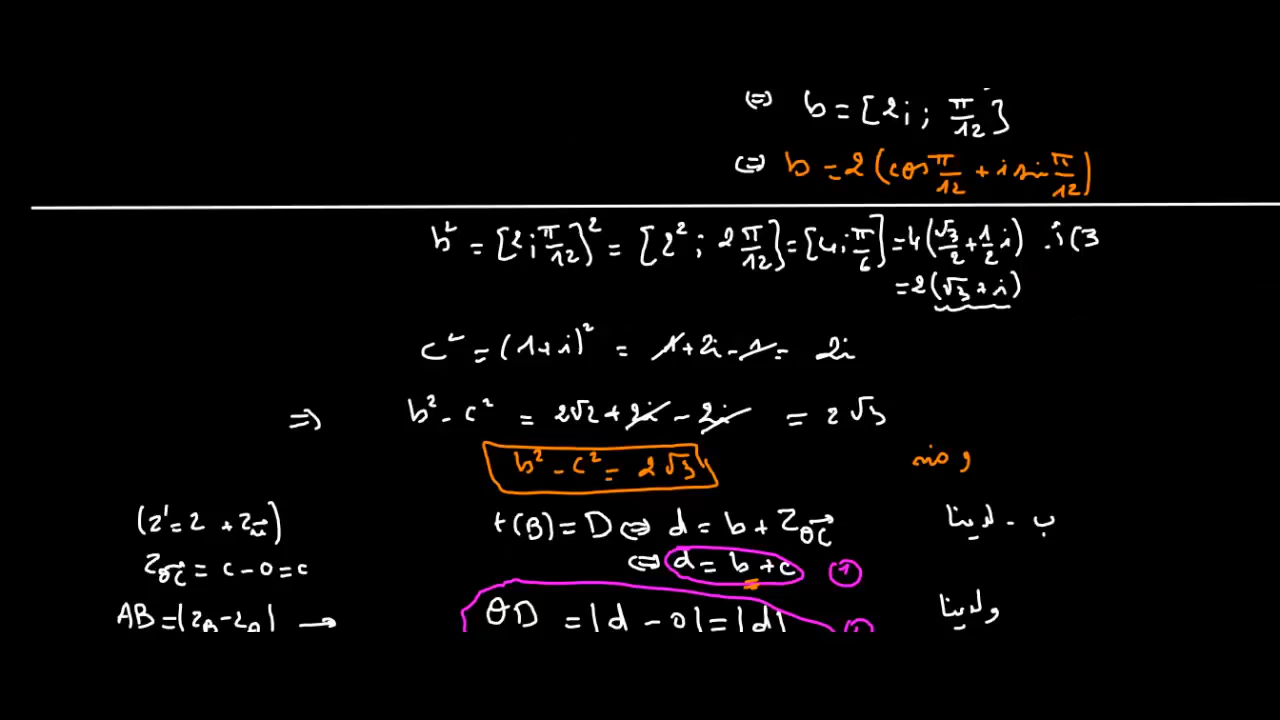 ⇔ b = [2; π/12]
⇔ b = 2(cos π/12 + i sin π/12)
b² = [2; π/12]² = [2²; 2π/12] = [4; π/6] = 4(√3/2 + 1/2 i) .أ(3
= 2(√3 + i)
c² = (1+i)² = 1 + 2i - 1 = 2i
⇒ b² - c² = 2√2 + 2i - 2i = 2√3
b² - c² = 2√3 ومنه
(z' = z + z_u⃗) t(B) = D ⇔ d = b + Z_OC⃗ ب - لدينا
Z_OC⃗ = c - 0 = c ⇔ d = b + c ①
AB = |z_B - z_A| → OD = |d - 0| = |d| ولدينا